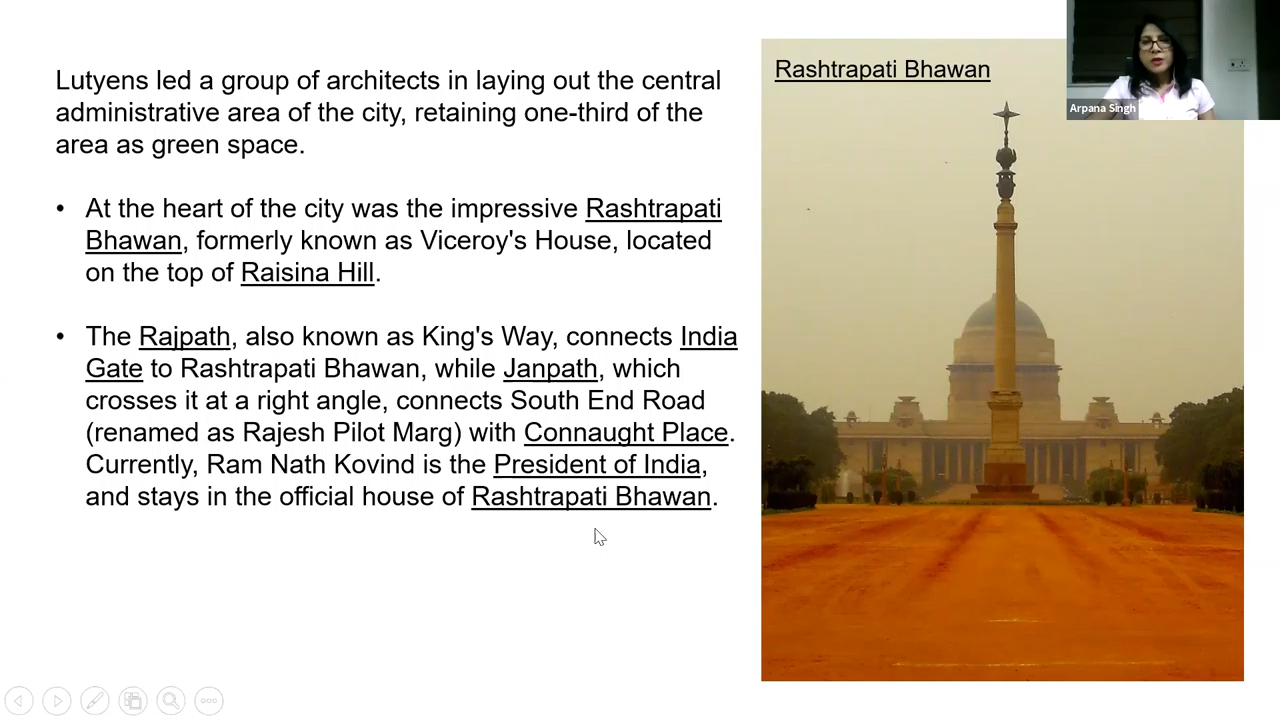 Lutyens led a group of architects in laying out the central
administrative area of the city, retaining one-third of the
area as green space.
• At the heart of the city was the impressive Rashtrapati
Bhawan, formerly known as Viceroy's House, located
on the top of Raisina Hill.
• The Rajpath, also known as King's Way, connects India
Gate to Rashtrapati Bhawan, while Janpath, which
crosses it at a right angle, connects South End Road
(renamed as Rajesh Pilot Marg) with Connaught Place.
Currently, Ram Nath Kovind is the President of India,
and stays in the official house of Rashtrapati Bhawan.
Rashtrapati Bhawan
Arpana Singh